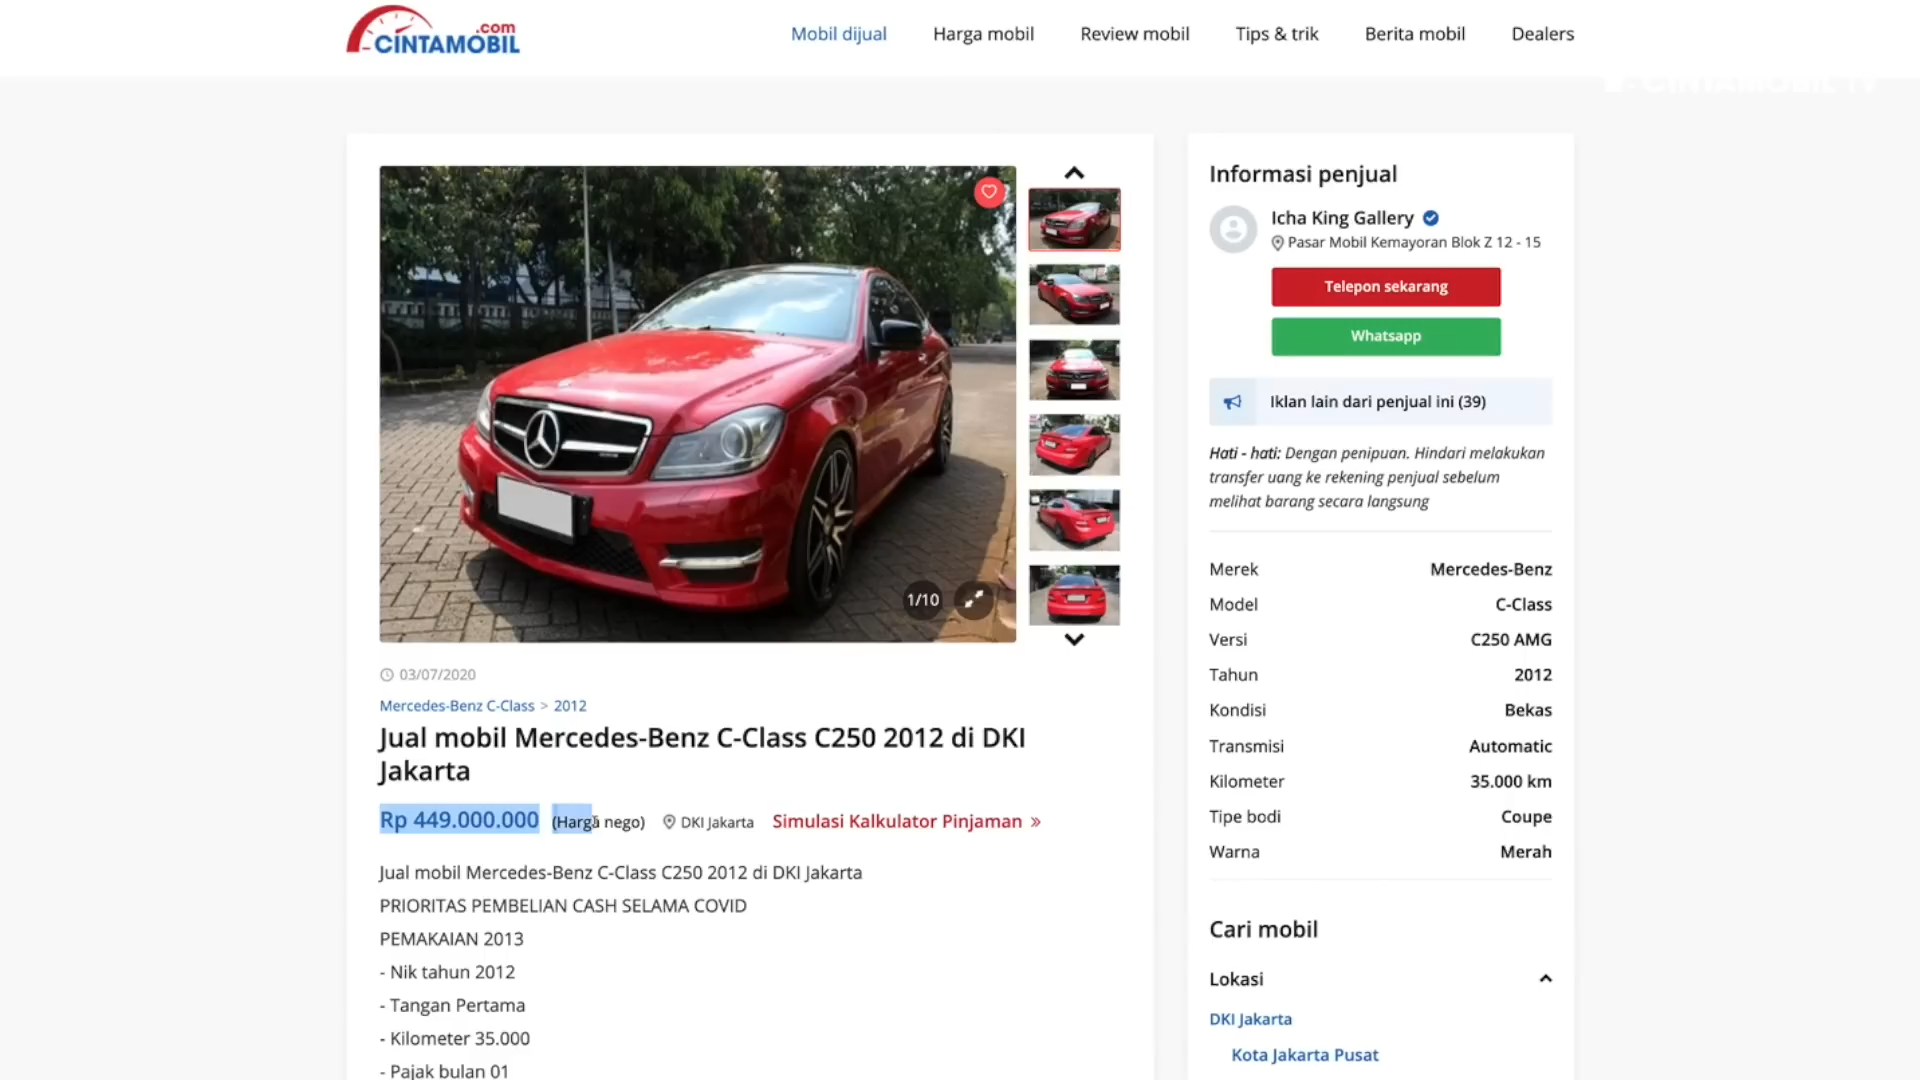 .com
CINTAMOBIL
Mobil dijual
Harga mobil
Review mobil
Tips & trik
Berita mobil
Dealers
1/10
03/07/2020
Mercedes-Benz C-Class > 2012
Jual mobil Mercedes-Benz C-Class C250 2012 di DKI
Jakarta
Rp 449.000.000 (Harga nego) DKI Jakarta Simulasi Kalkulator Pinjaman »
Jual mobil Mercedes-Benz C-Class C250 2012 di DKI Jakarta
PRIORITAS PEMBELIAN CASH SELAMA COVID
PEMAKAIAN 2013
- Nik tahun 2012
- Tangan Pertama
- Kilometer 35.000
- Pajak bulan 01
Informasi penjual
Icha King Gallery
Pasar Mobil Kemayoran Blok Z 12 - 15
Telepon sekarang
Whatsapp
Iklan lain dari penjual ini (39)
Hati - hati: Dengan penipuan. Hindari melakukan
transfer uang ke rekening penjual sebelum
melihat barang secara langsung
Merek Mercedes-Benz
Model C-Class
Versi C250 AMG
Tahun 2012
Kondisi Bekas
Transmisi Automatic
Kilometer 35.000 km
Tipe bodi Coupe
Warna Merah
Cari mobil
Lokasi
DKI Jakarta
Kota Jakarta Pusat